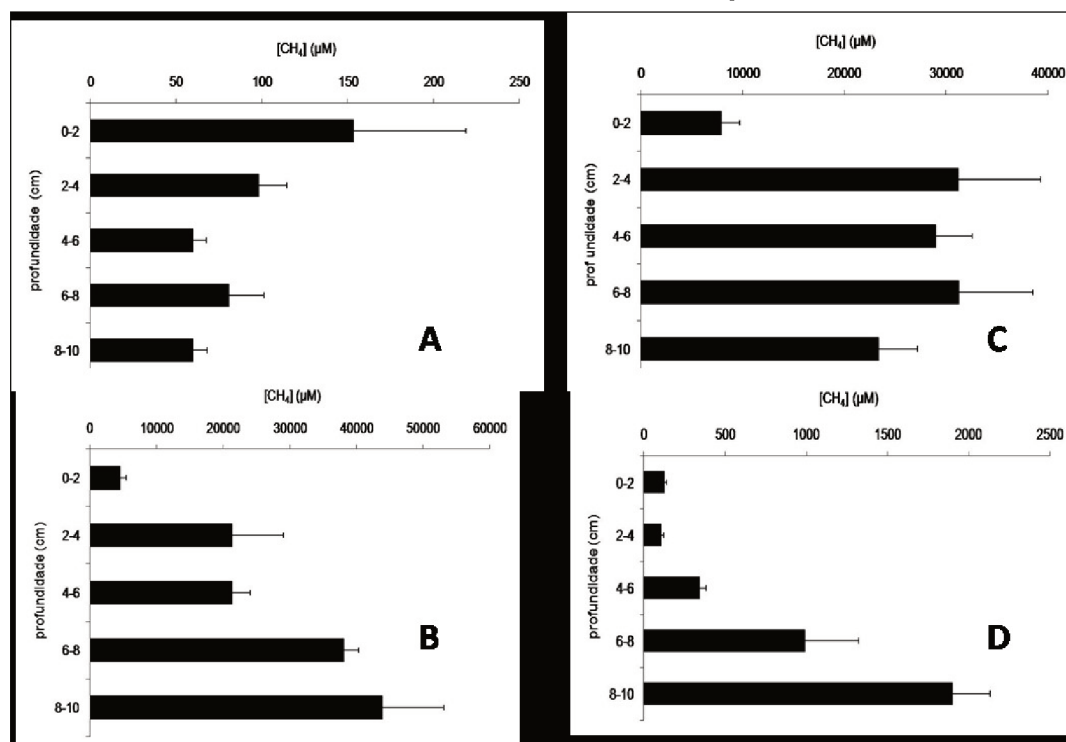 [CH₄] (µM)
0 50 100 150 200 250
profundidade (cm)
0-2
2-4
4-6
6-8
8-10
A
[CH₄] (µM)
0 10000 20000 30000 40000
prof undidade (cm)
0-2
2-4
4-6
6-8
8-10
C
[CH₄] (µM)
0 10000 20000 30000 40000 50000 60000
profundidade (cm)
0-2
2-4
4-6
6-8
8-10
B
[CH₄] (µM)
0 500 1000 1500 2000 2500
profundidade (cm)
0-2
2-4
4-6
6-8
8-10
D